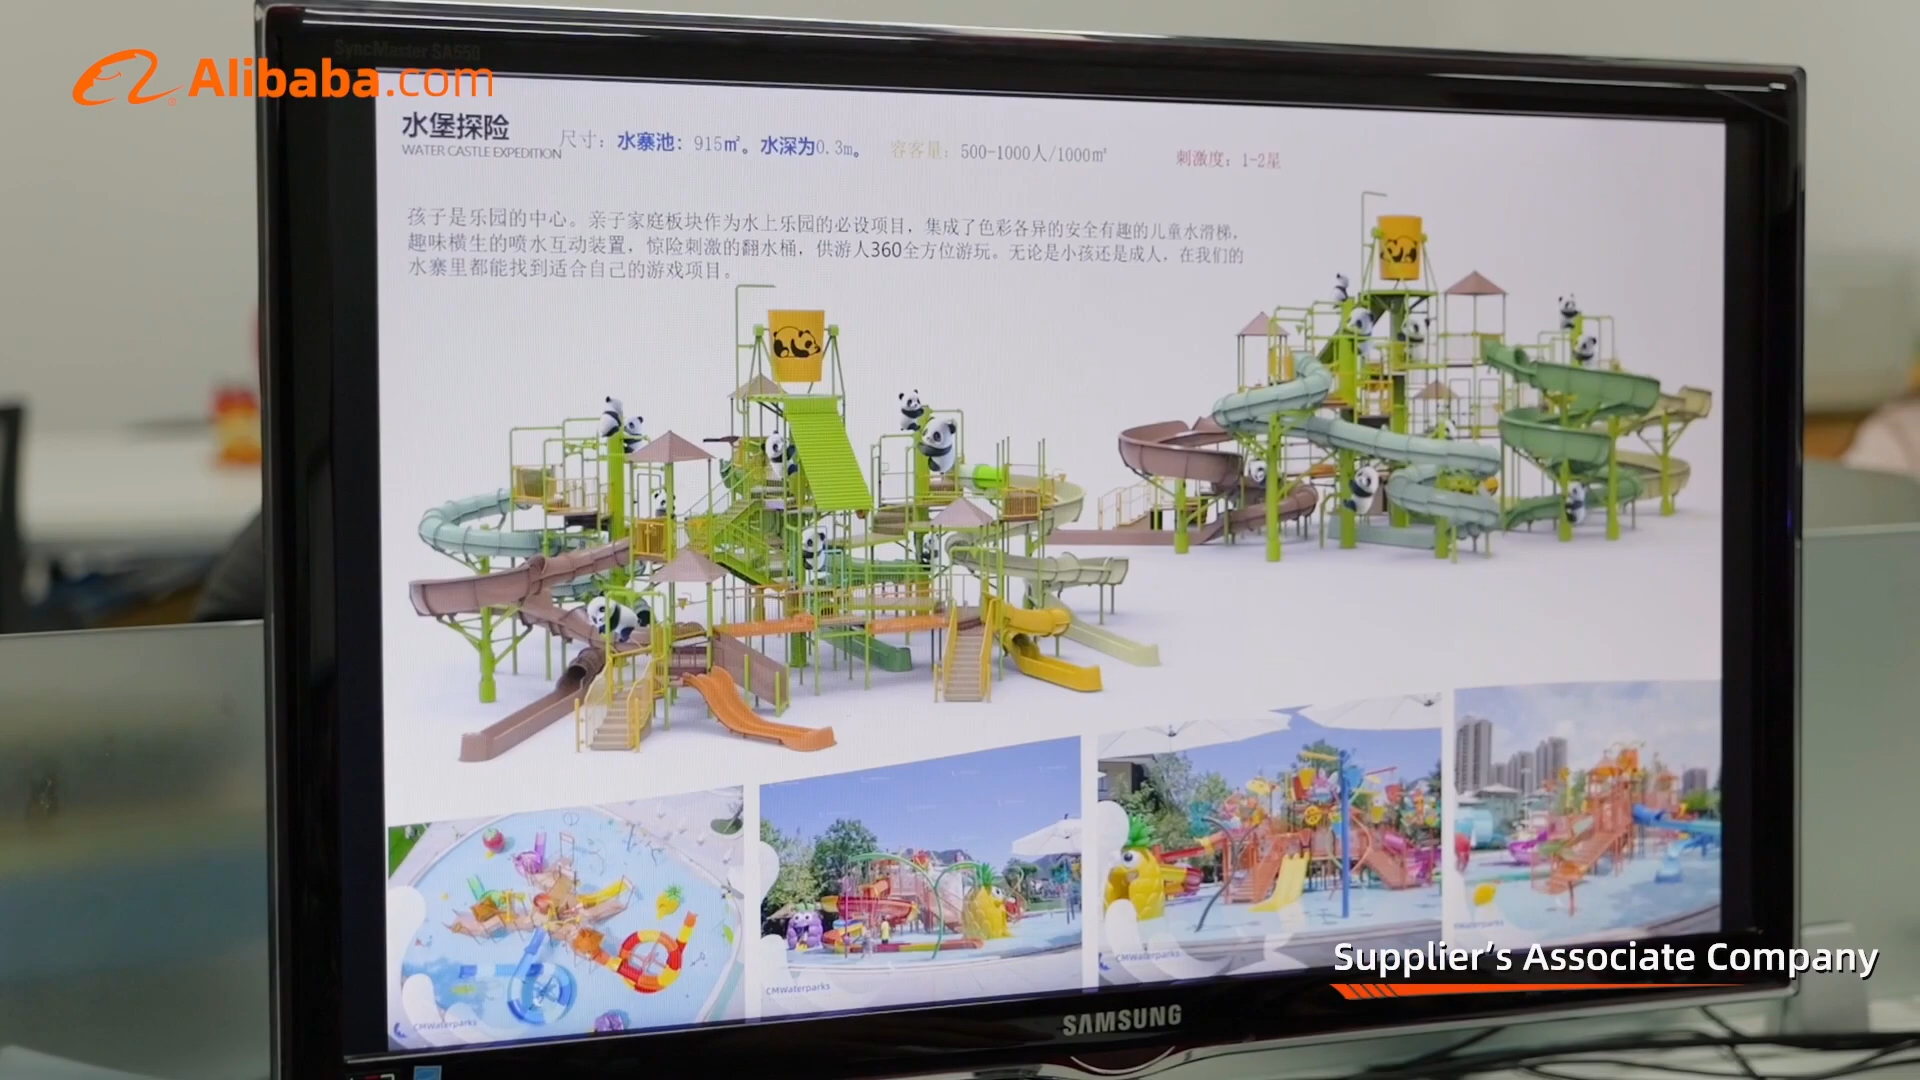 SyncMaster SA550
Alibaba.com
水堡探险
WATER CASTLE EXPEDITION
尺寸：水寨池：915㎡。水深为0.3m。 容客量：500-1000人/1000㎡ 刺激度：1-2星
孩子是乐园的中心。亲子家庭板块作为水上乐园的必设项目，集成了色彩各异的安全有趣的儿童水滑梯，
趣味横生的喷水互动装置，惊险刺激的翻水桶，供游人360全方位游玩。无论是小孩还是成人，在我们的
水寨里都能找到适合自己的游戏项目。
CMWaterparks
CMWaterparks
CMWaterparks
CMWaterparks
Supplier's Associate Company
SAMSUNG